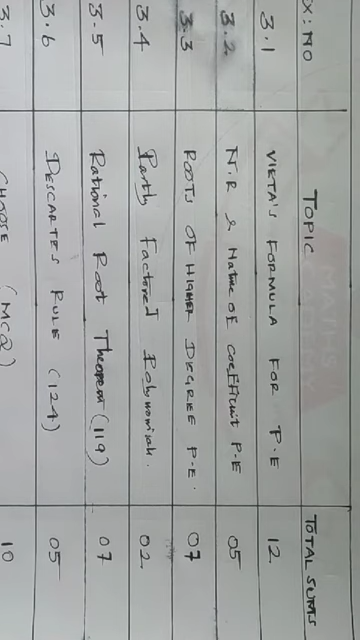 EX: NO TOPIC TOTAL SUMS
3.1 VIETA'S FORMULA FOR P.E 12
3.2 N.R & Nature OF coefficient P.E 05
3.3 ROOTS OF HIGHER DEGREE P.E. 07
3.4 Partly Factored Polynomials. 02
3.5 Rational Root Theorem (119) 07
3.6 DESCARTES RULE (124) 05
3.7 CHOOSE (MCQ) 10